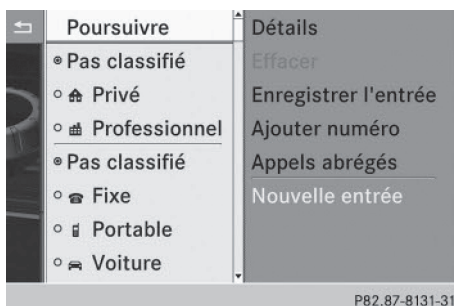 Poursuivre
Pas classifié
Privé
Professionnel
Pas classifié
Fixe
Portable
Voiture
Détails
Effacer
Enregistrer l'entrée
Ajouter numéro
Appels abrégés
Nouvelle entrée
P82.87-8131-31